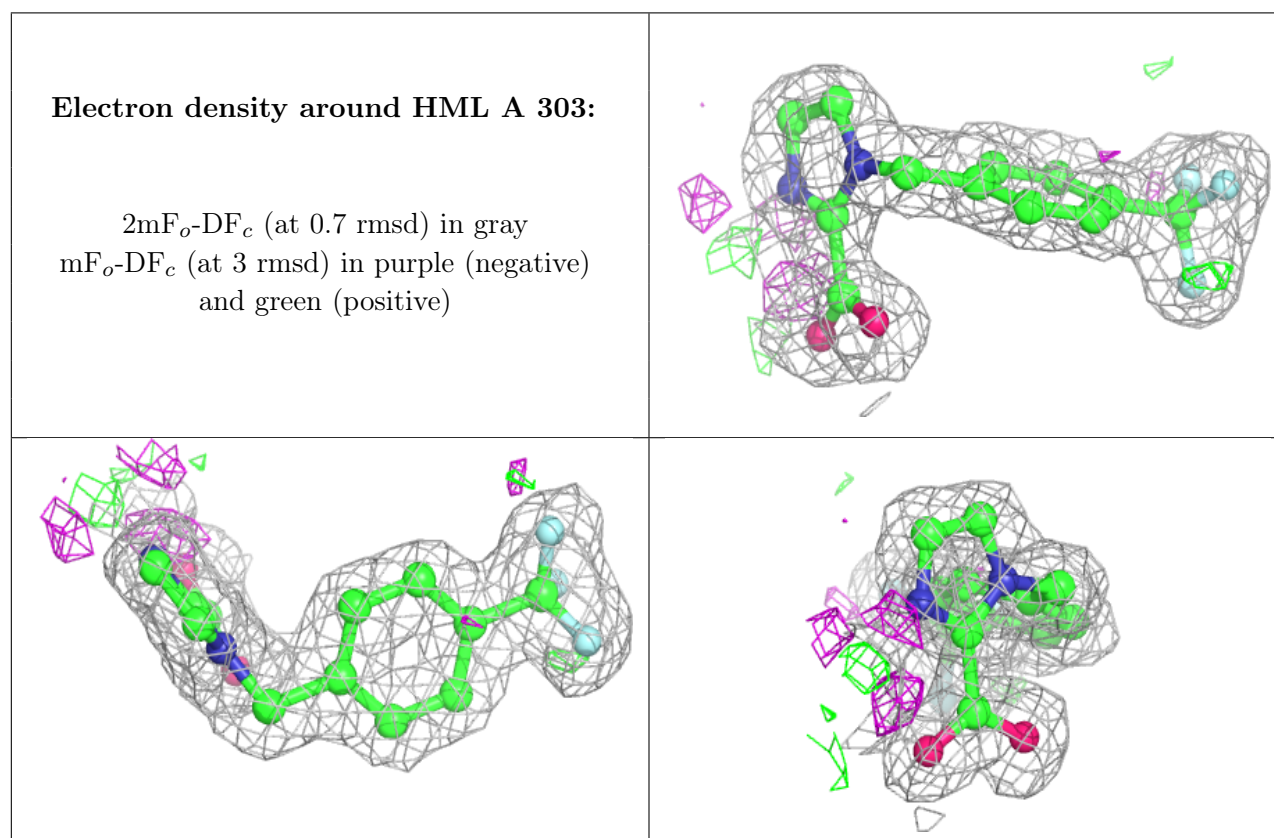 Electron density around HML A 303:
2mFo-DFc (at 0.7 rmsd) in gray
mFo-DFc (at 3 rmsd) in purple (negative)
and green (positive)